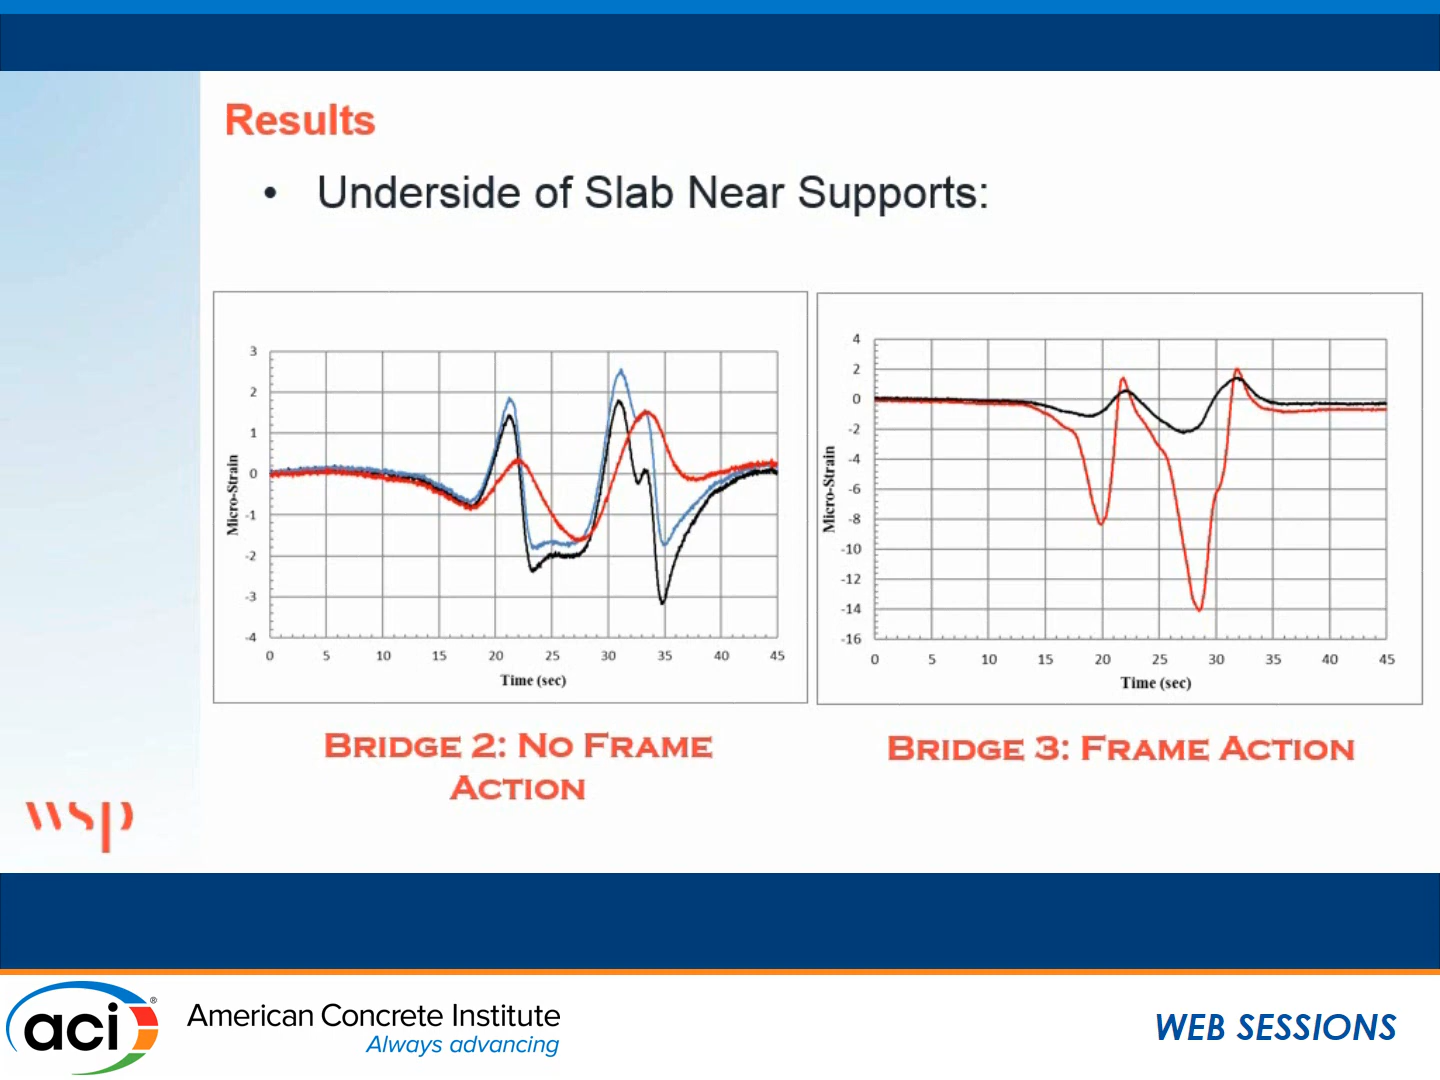 Results
• Underside of Slab Near Supports:
3
2
1
0
-1
-2
-3
-4
Micro-Strain
0 5 10 15 20 25 30 35 40 45
Time (sec)
4
2
0
-2
-4
-6
-8
-10
-12
-14
-16
Micro-Strain
0 5 10 15 20 25 30 35 40 45
Time (sec)
BRIDGE 2: NO FRAME
ACTION
BRIDGE 3: FRAME ACTION
wsp
aci®
American Concrete Institute
Always advancing
WEB SESSIONS